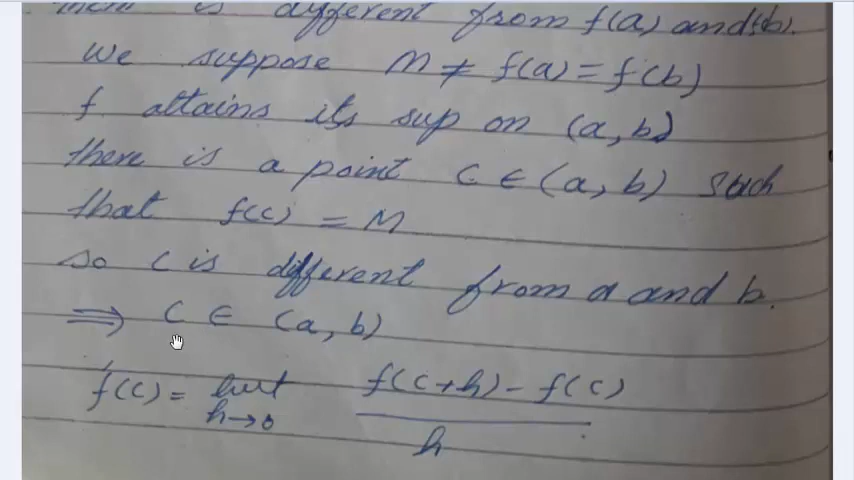 is different from f(a) and f(b).
We suppose M ≠ f(a) = f(b)
f attains its sup on (a, b)
there is a point C ∈ (a, b) such
that f(c) = M
so c is different from a and b.
⟹ C ∈ (a, b)
f'(c) = lim h→0 f(c+h) - f(c) / h